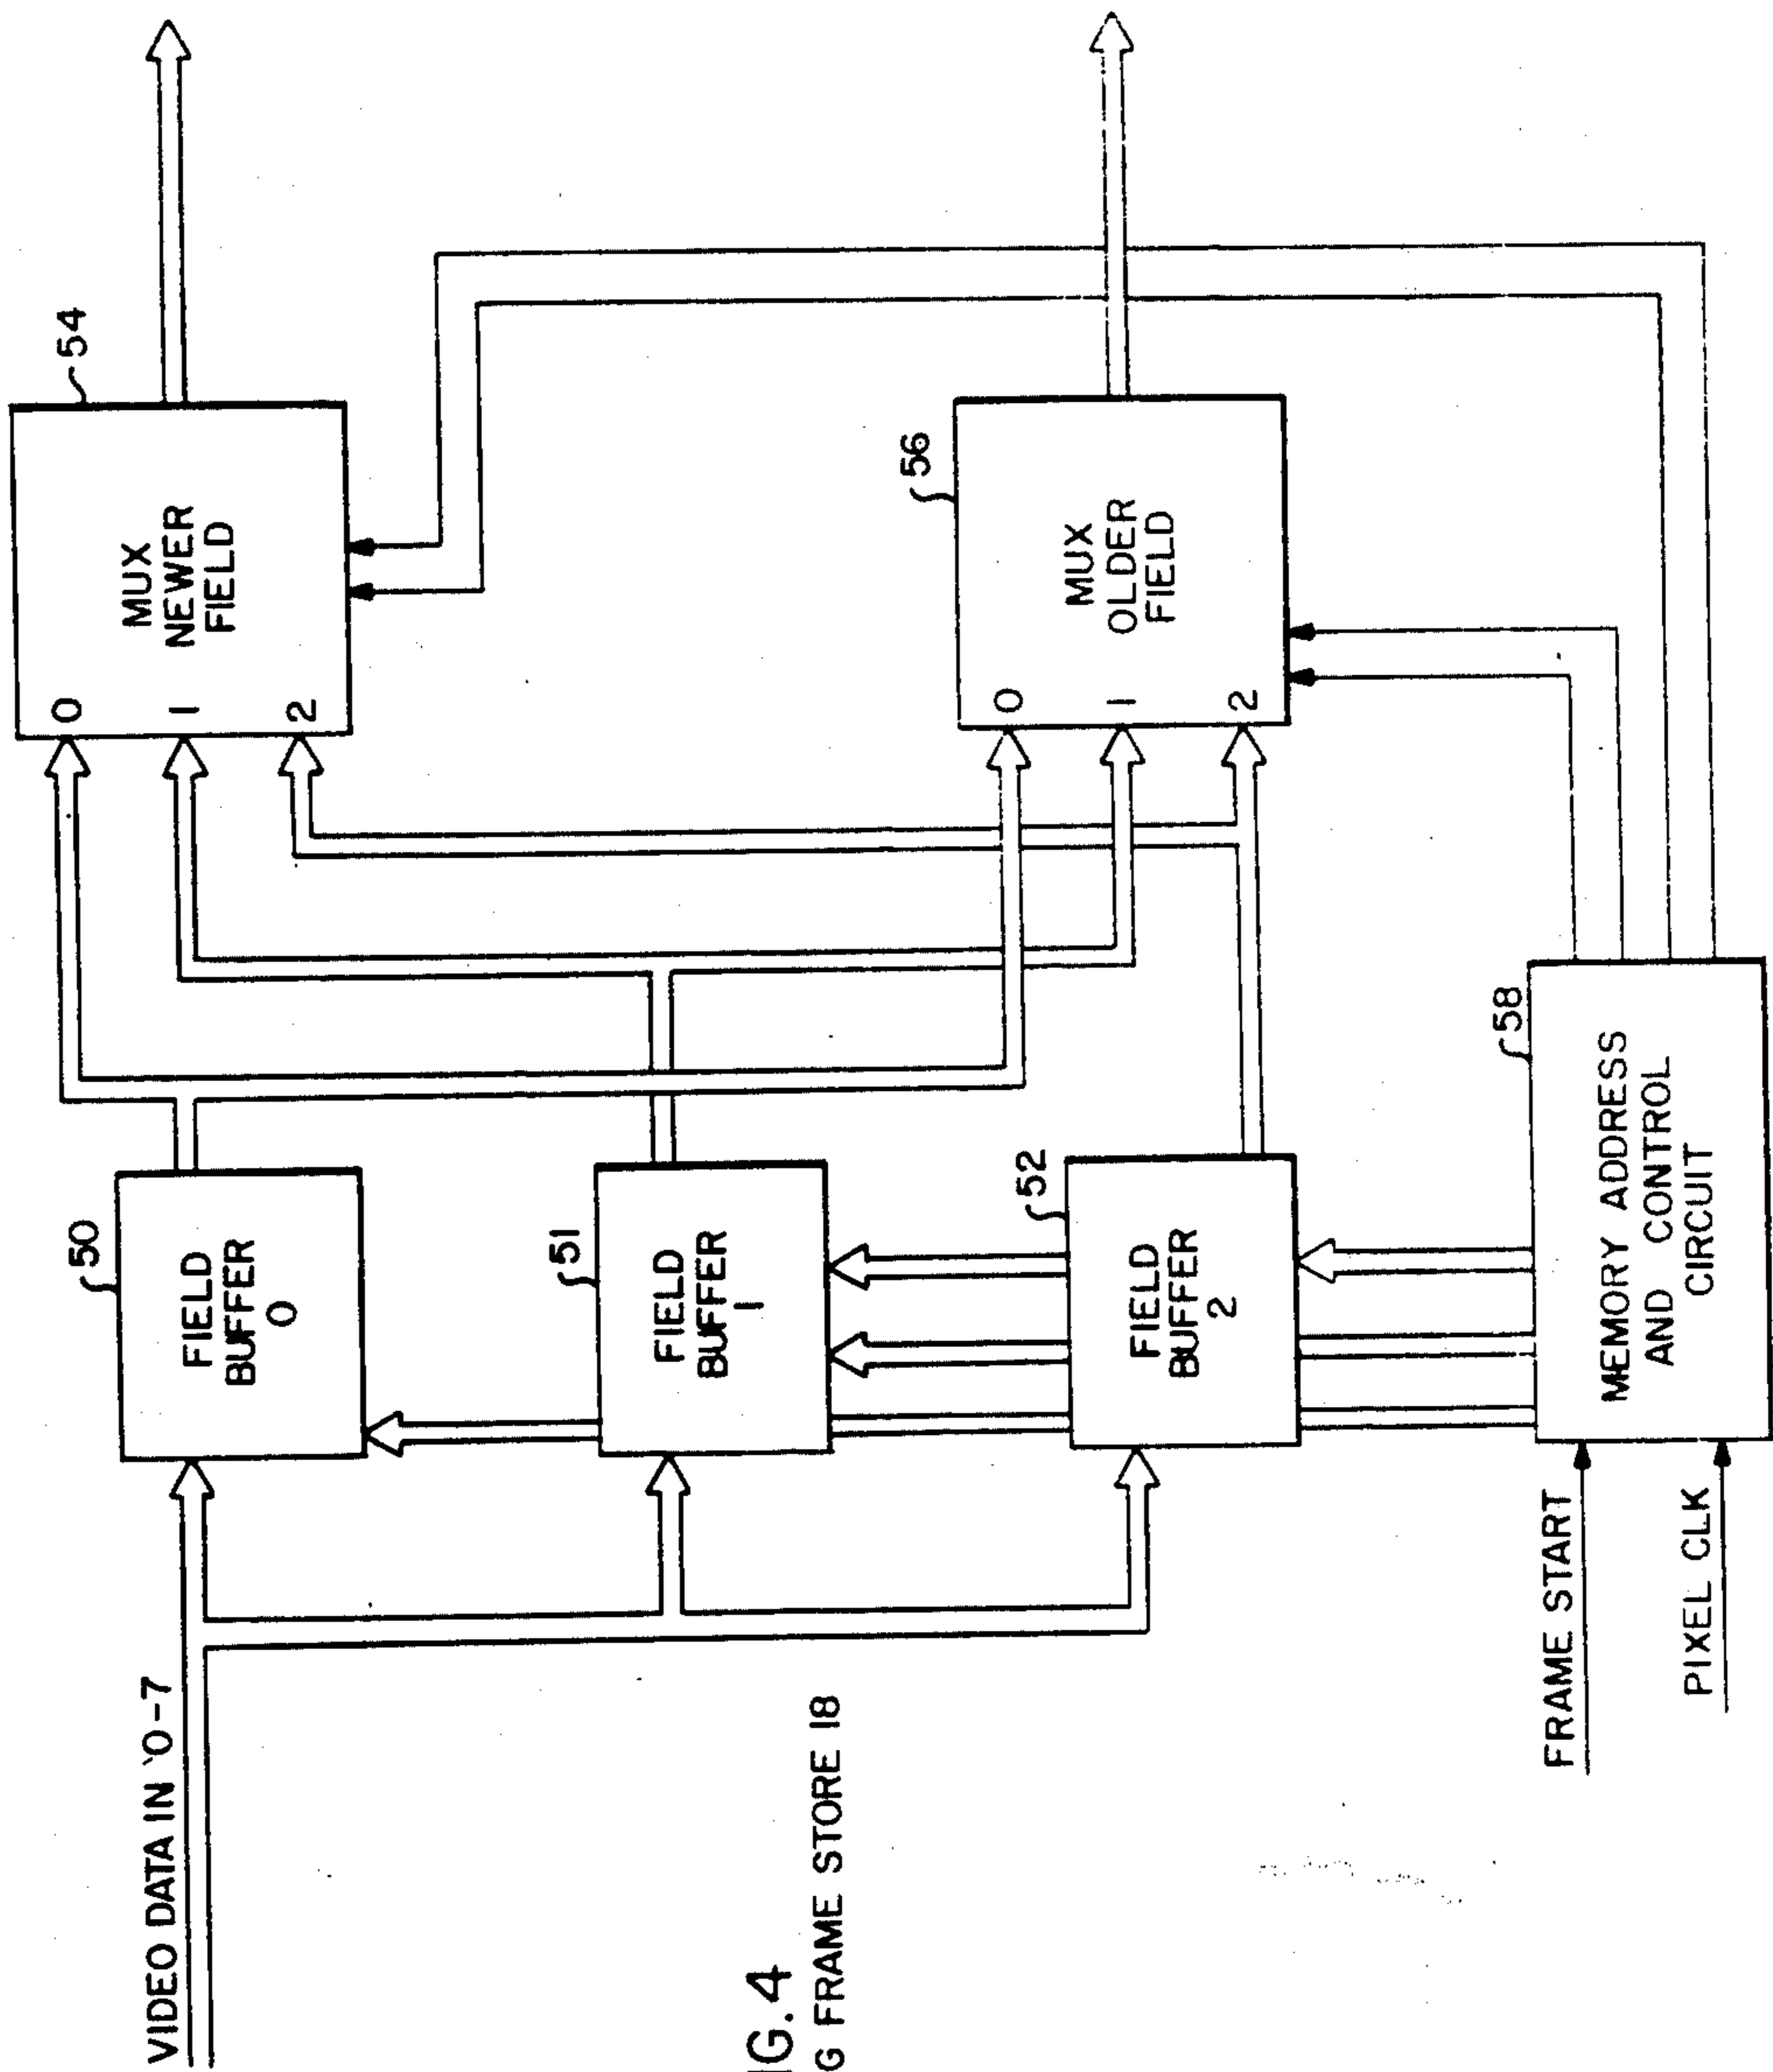 VIDEO DATA IN 0-7
50
FIELD
BUFFER
0
51
FIELD
BUFFER
1
52
FIELD
BUFFER
2
54
MUX
NEWER
FIELD
0
1
2
56
MUX
OLDER
FIELD
0
1
2
58
MEMORY ADDRESS
AND CONTROL
CIRCUIT
FRAME START
PIXEL CLK
G.4
G FRAME STORE 18